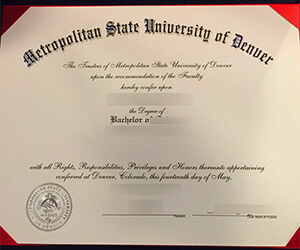 Metropolitan State University of Denver
The Trustees of Metropolitan State University of Denver
upon the recommendation of the Faculty
hereby confer upon
the Degree of
Bachelor o
with all Rights, Responsibilities, Privileges and Honors thereunto appertaining
conferred at Denver, Colorado, this fourteenth day of May,